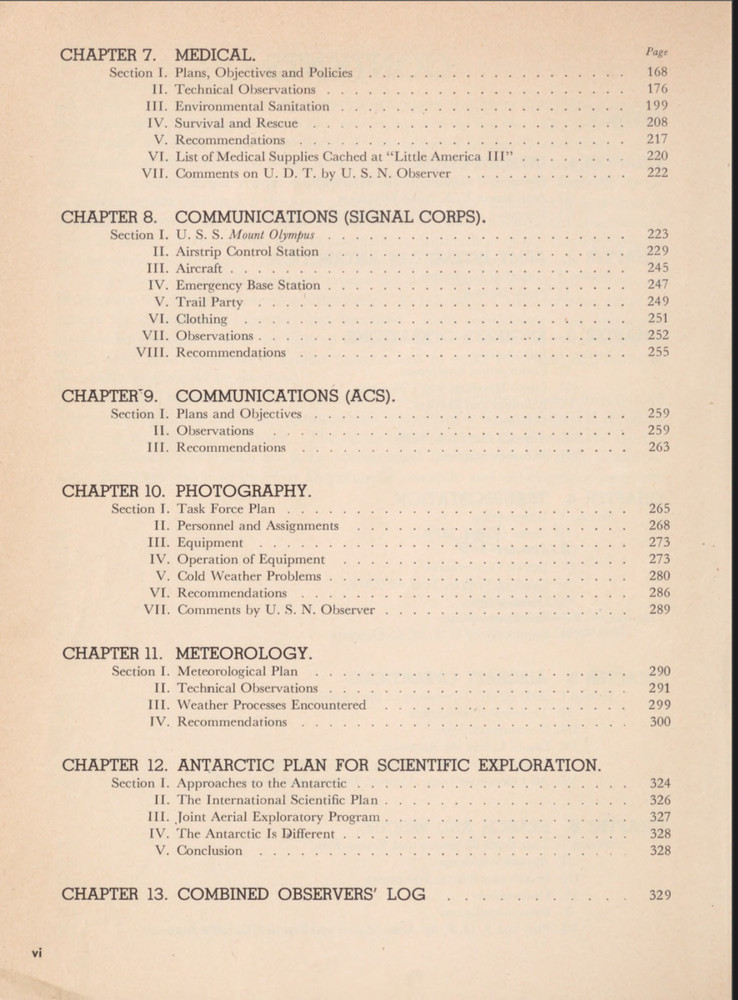 CHAPTER 7. MEDICAL. Page
Section I. Plans, Objectives and Policies . . . . . . . . . . . . . . . . . . . 168
II. Technical Observations . . . . . . . . . . . . . . . . . . . . . . 176
III. Environmental Sanitation . . . . . . . . . . . . . . . . . . . . . 199
IV. Survival and Rescue . . . . . . . . . . . . . . . . . . . . . . . 208
V. Recommendations . . . . . . . . . . . . . . . . . . . . . . . . 217
VI. List of Medical Supplies Cached at “Little America III” . . . . . . . . 220
VII. Comments on U. D. T. by U. S. N. Observer . . . . . . . . . . . . 222
CHAPTER 8. COMMUNICATIONS (SIGNAL CORPS).
Section I. U. S. S. Mount Olympus . . . . . . . . . . . . . . . . . . . . . . 223
II. Airstrip Control Station . . . . . . . . . . . . . . . . . . . . . . 229
III. Aircraft . . . . . . . . . . . . . . . . . . . . . . . . . . . . . 245
IV. Emergency Base Station . . . . . . . . . . . . . . . . . . . . . . 247
V. Trail Party . . . . . . . . . . . . . . . . . . . . . . . . . . . 249
VI. Clothing . . . . . . . . . . . . . . . . . . . . . . . . . . . . 251
VII. Observations . . . . . . . . . . . . . . . . . . . . . . . . . . . 252
VIII. Recommendations . . . . . . . . . . . . . . . . . . . . . . . . 255
CHAPTER 9. COMMUNICATIONS (ACS).
Section I. Plans and Objectives . . . . . . . . . . . . . . . . . . . . . . . 259
II. Observations . . . . . . . . . . . . . . . . . . . . . . . . . . 259
III. Recommendations . . . . . . . . . . . . . . . . . . . . . . . . 263
CHAPTER 10. PHOTOGRAPHY.
Section I. Task Force Plan . . . . . . . . . . . . . . . . . . . . . . . . . 265
II. Personnel and Assignments . . . . . . . . . . . . . . . . . . . . 268
III. Equipment . . . . . . . . . . . . . . . . . . . . . . . . . . . 273
IV. Operation of Equipment . . . . . . . . . . . . . . . . . . . . . 273
V. Cold Weather Problems . . . . . . . . . . . . . . . . . . . . . . 280
VI. Recommendations . . . . . . . . . . . . . . . . . . . . . . . . 286
VII. Comments by U. S. N. Observer . . . . . . . . . . . . . . . . . . 289
CHAPTER 11. METEOROLOGY.
Section I. Meteorological Plan . . . . . . . . . . . . . . . . . . . . . . . 290
II. Technical Observations . . . . . . . . . . . . . . . . . . . . . . 291
III. Weather Processes Encountered . . . . . . . . . . . . . . . . . . 299
IV. Recommendations . . . . . . . . . . . . . . . . . . . . . . . . 300
CHAPTER 12. ANTARCTIC PLAN FOR SCIENTIFIC EXPLORATION.
Section I. Approaches to the Antarctic . . . . . . . . . . . . . . . . . . . . 324
II. The International Scientific Plan . . . . . . . . . . . . . . . . . . 326
III. Joint Aerial Exploratory Program . . . . . . . . . . . . . . . . . . 327
IV. The Antarctic Is Different . . . . . . . . . . . . . . . . . . . . . 328
V. Conclusion . . . . . . . . . . . . . . . . . . . . . . . . . . . 328
CHAPTER 13. COMBINED OBSERVERS’ LOG . . . . . . . . . . . 329
vi